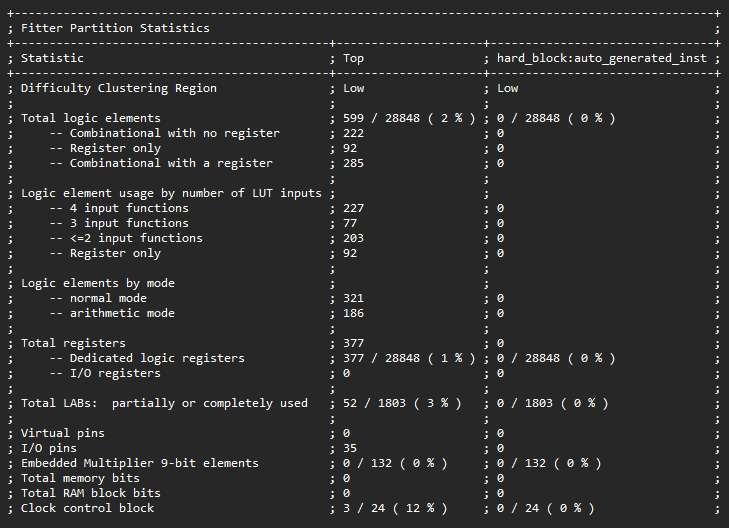 +---------------------------------------------------------------------------------------------------+
; Fitter Partition Statistics                                                                       ;
+---------------------------------------------+---------------------+--------------------------------+
; Statistic                                   ; Top                 ; hard_block:auto_generated_inst ;
+---------------------------------------------+---------------------+--------------------------------+
; Difficulty Clustering Region                ; Low                 ; Low                            ;
;                                             ;                     ;                                ;
; Total logic elements                        ; 599 / 28848 ( 2 % ) ; 0 / 28848 ( 0 % )              ;
;     -- Combinational with no register       ; 222                 ; 0                              ;
;     -- Register only                        ; 92                  ; 0                              ;
;     -- Combinational with a register        ; 285                 ; 0                              ;
;                                             ;                     ;                                ;
; Logic element usage by number of LUT inputs ;                     ;                                ;
;     -- 4 input functions                    ; 227                 ; 0                              ;
;     -- 3 input functions                    ; 77                  ; 0                              ;
;     -- <=2 input functions                  ; 203                 ; 0                              ;
;     -- Register only                        ; 92                  ; 0                              ;
;                                             ;                     ;                                ;
; Logic elements by mode                      ;                     ;                                ;
;     -- normal mode                          ; 321                 ; 0                              ;
;     -- arithmetic mode                      ; 186                 ; 0                              ;
;                                             ;                     ;                                ;
; Total registers                             ; 377                 ; 0                              ;
;     -- Dedicated logic registers            ; 377 / 28848 ( 1 % ) ; 0 / 28848 ( 0 % )              ;
;     -- I/O registers                        ; 0                   ; 0                              ;
;                                             ;                     ;                                ;
; Total LABs:  partially or completely used   ; 52 / 1803 ( 3 % )   ; 0 / 1803 ( 0 % )               ;
;                                             ;                     ;                                ;
; Virtual pins                                ; 0                   ; 0                              ;
; I/O pins                                    ; 35                  ; 0                              ;
; Embedded Multiplier 9-bit elements          ; 0 / 132 ( 0 % )     ; 0 / 132 ( 0 % )                ;
; Total memory bits                           ; 0                   ; 0                              ;
; Total RAM block bits                        ; 0                   ; 0                              ;
; Clock control block                         ; 3 / 24 ( 12 % )     ; 0 / 24 ( 0 % )                 ;